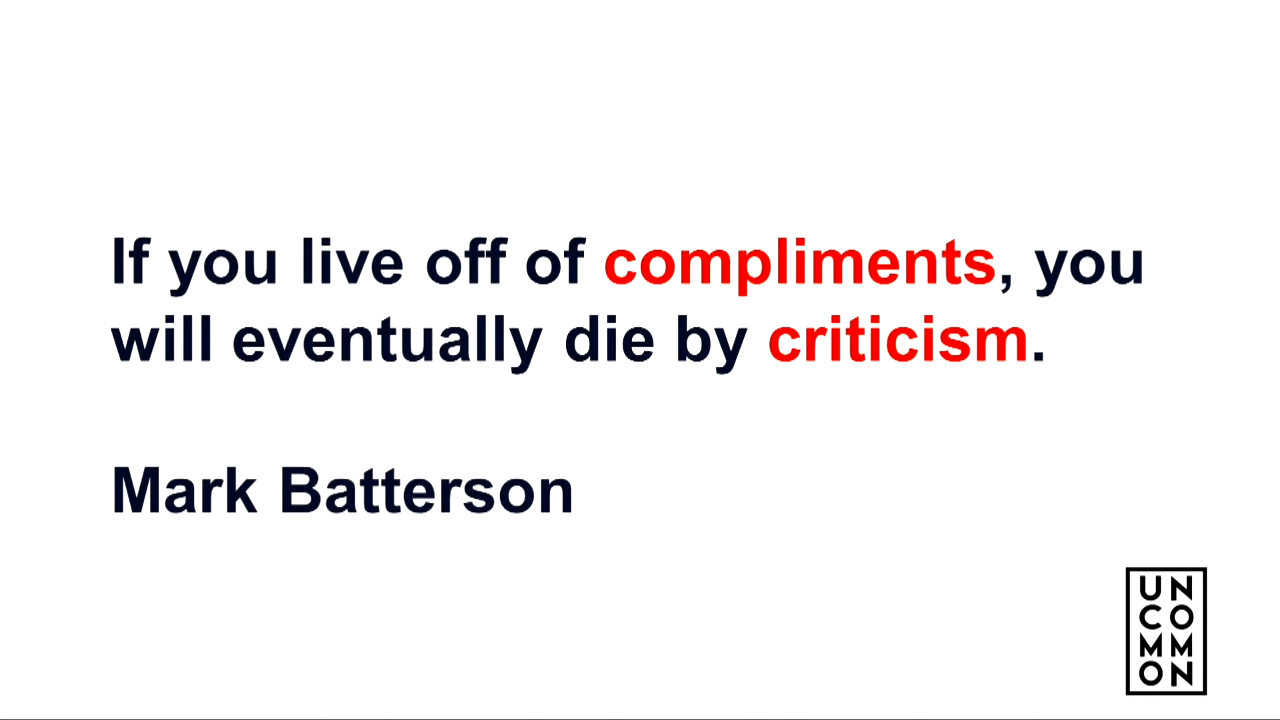 If you live off of compliments, you
will eventually die by criticism.
Mark Batterson
UN
CO
MM
ON